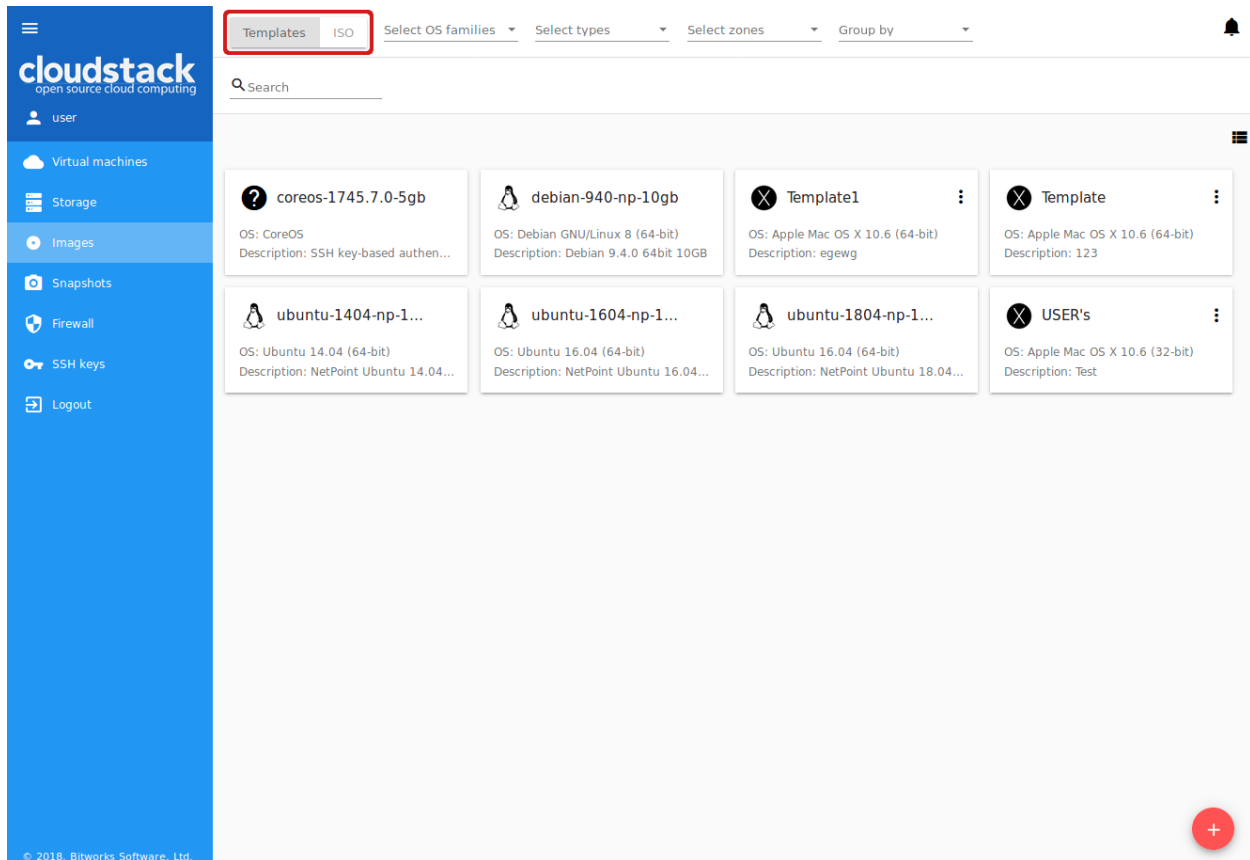 cloudstack
open source cloud computing
user
Virtual machines
Storage
Images
Snapshots
Firewall
SSH keys
Logout
© 2018, Bitworks Software, Ltd.
Templates ISO Select OS families Select types Select zones Group by
Search
coreos-1745.7.0-5gb
OS: CoreOS
Description: SSH key-based authen...
debian-940-np-10gb
OS: Debian GNU/Linux 8 (64-bit)
Description: Debian 9.4.0 64bit 10GB
Template1
OS: Apple Mac OS X 10.6 (64-bit)
Description: egewg
Template
OS: Apple Mac OS X 10.6 (64-bit)
Description: 123
ubuntu-1404-np-1...
OS: Ubuntu 14.04 (64-bit)
Description: NetPoint Ubuntu 14.04...
ubuntu-1604-np-1...
OS: Ubuntu 16.04 (64-bit)
Description: NetPoint Ubuntu 16.04...
ubuntu-1804-np-1...
OS: Ubuntu 16.04 (64-bit)
Description: NetPoint Ubuntu 18.04...
USER's
OS: Apple Mac OS X 10.6 (32-bit)
Description: Test